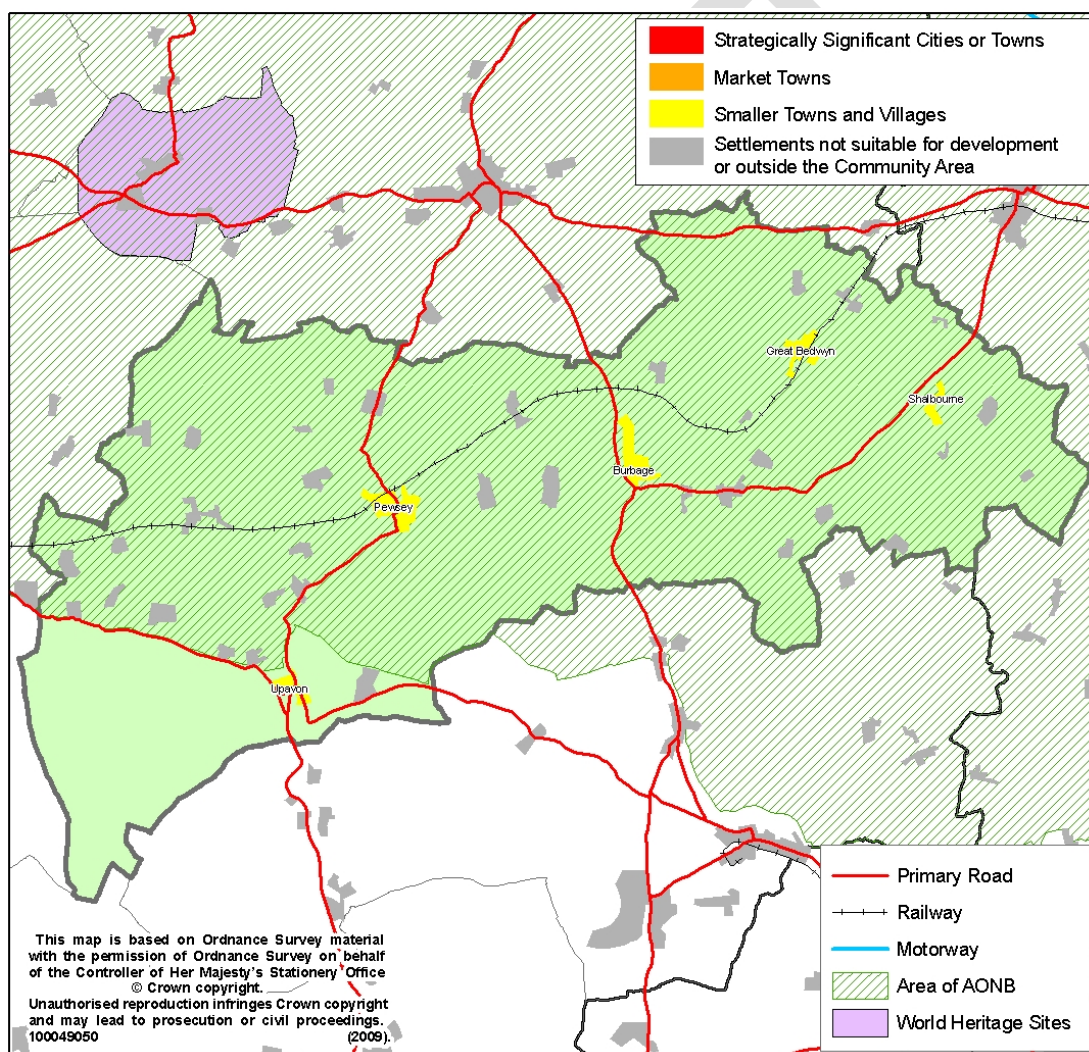 Strategically Significant Cities or Towns
Market Towns
Smaller Towns and Villages
Settlements not suitable for development
or outside the Community Area
Great Bedwyn
Shalbourne
Burbage
Pewsey
Upavon
Primary Road
Railway
Motorway
Area of AONB
World Heritage Sites
This map is based on Ordnance Survey material
with the permission of Ordnance Survey on behalf
of the Controller of Her Majesty's Stationery Office
© Crown copyright.
Unauthorised reproduction infringes Crown copyright
and may lead to prosecution or civil proceedings.
100049050 (2009).